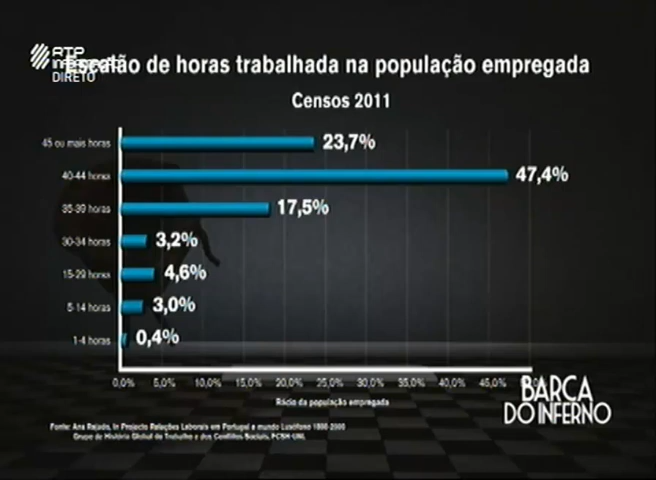 RTP
DIRETO
Escalão de horas trabalhada na população empregada
Censos 2011
45 ou mais horas 23,7%
40-44 horas 47,4%
35-39 horas 17,5%
30-34 horas 3,2%
15-29 horas 4,6%
5-14 horas 3,0%
1-4 horas 0,4%
0,0% 5,0% 10,0% 15,0% 20,0% 25,0% 30,0% 35,0% 40,0% 45,0%
Rácio da população empregada
BARCA
DO INFERNO
Fonte: Ana Rajado, in Projecto Relações Laborais em Portugal e mundo Lusófono 1800-2000
Grupo de História Global do Trabalho e dos Conflitos Sociais, FCSH-UNL